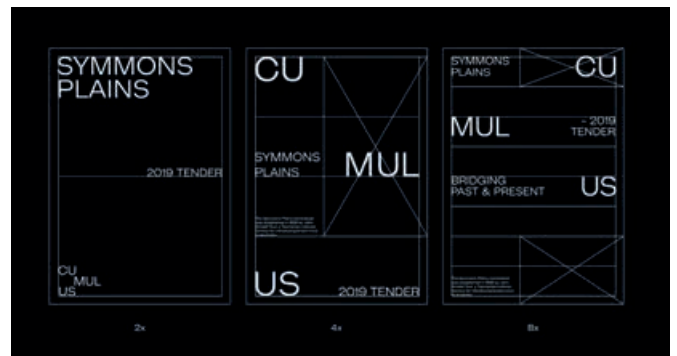 SYMMONS
PLAINS
2019 TENDER
CU
MUL
US
CU
SYMMONS
PLAINS
MUL
US
2019 TENDER
SYMMONS
PLAINS
CU
MUL
- 2019
TENDER
BRIDGING
PAST & PRESENT
US
2x
4x
8x